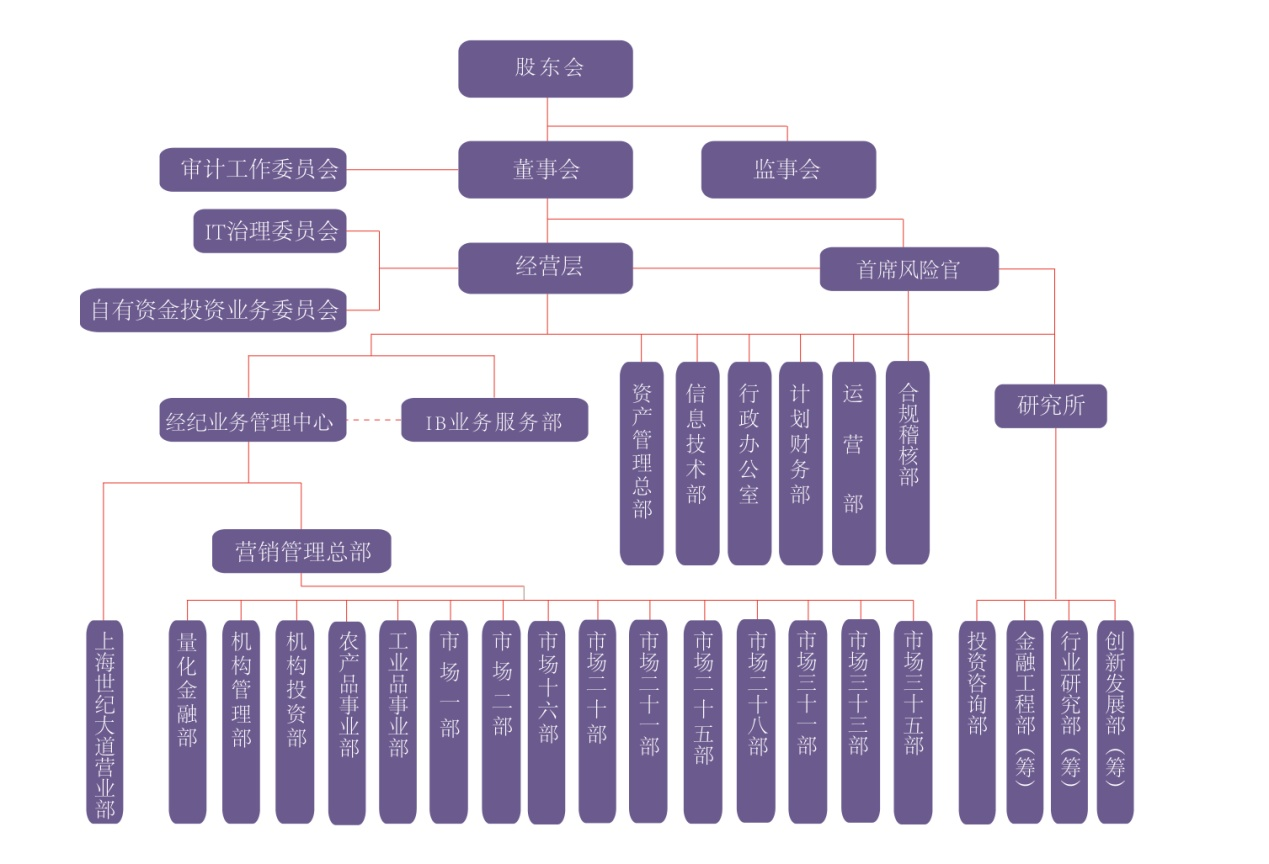 股东会
审计工作委员会
董事会
监事会
IT治理委员会
经营层
首席风险官
自有资金投资业务委员会
经纪业务管理中心
IB业务服务部
资产管理总部
信息技术部
行政办公室
计划财务部
运营部
合规稽核部
研究所
营销管理总部
上海世纪大道营业部
量化金融部
机构管理部
机构投资部
农产品事业部
工业品事业部
市场一部
市场二部
市场十六部
市场二十部
市场二十一部
市场二十五部
市场二十八部
市场三十一部
市场三十三部
市场三十五部
投资咨询部
金融工程部（筹）
行业研究部（筹）
创新发展部（筹）